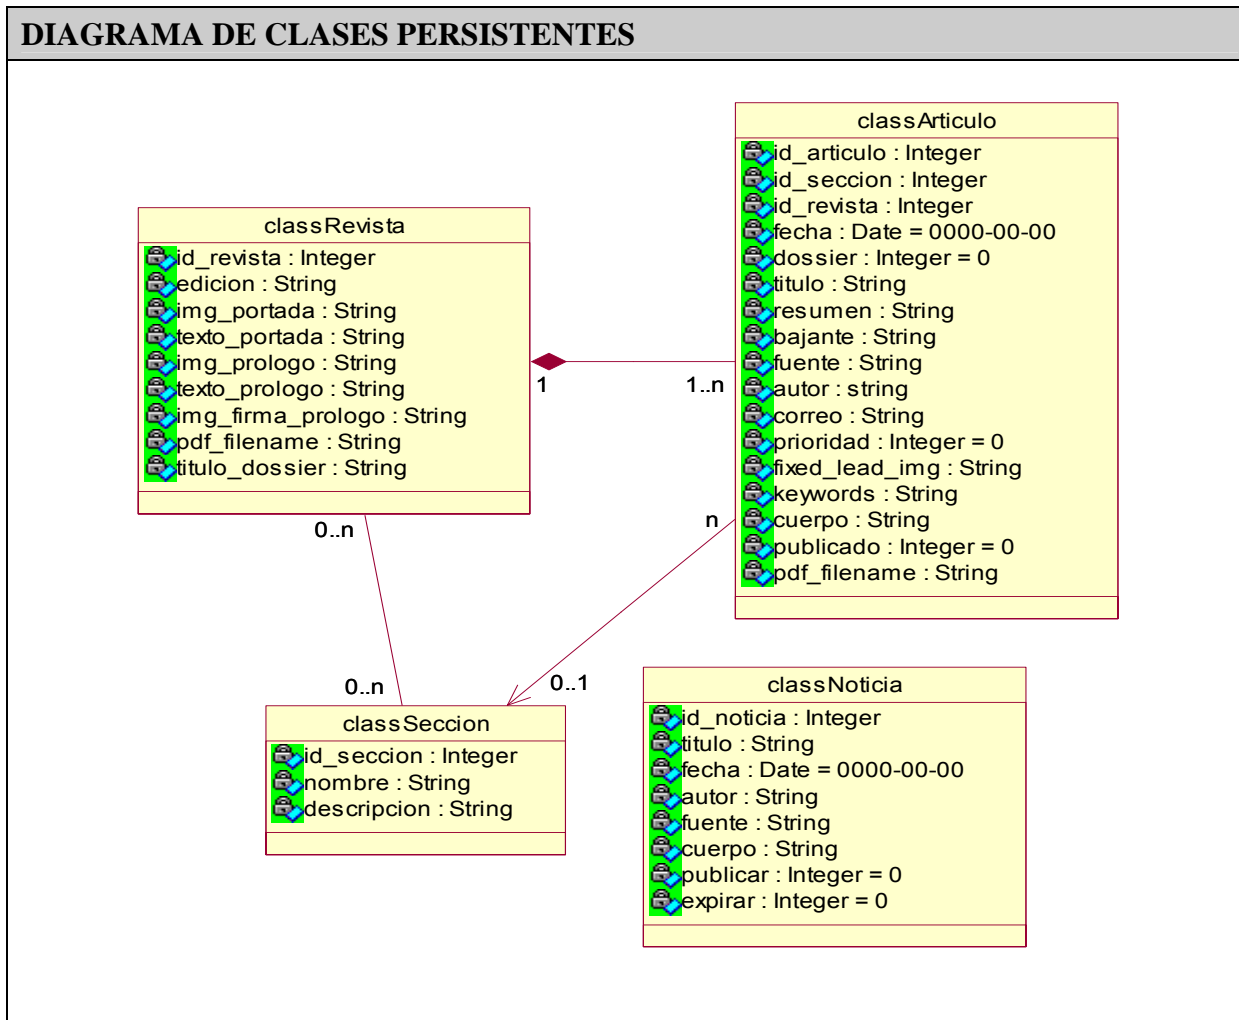 DIAGRAMA DE CLASES PERSISTENTES
classRevista
id_revista : Integer
edicion : String
img_portada : String
texto_portada : String
img_prologo : String
texto_prologo : String
img_firma_prologo : String
pdf_filename : String
titulo_dossier : String
1
1..n
classArticulo
id_articulo : Integer
id_seccion : Integer
id_revista : Integer
fecha : Date = 0000-00-00
dossier : Integer = 0
titulo : String
resumen : String
bajante : String
fuente : String
autor : string
correo : String
prioridad : Integer = 0
fixed_lead_img : String
keywords : String
cuerpo : String
publicado : Integer = 0
pdf_filename : String
n
0..n
0..n
0..1
classSeccion
id_seccion : Integer
nombre : String
descripcion : String
classNoticia
id_noticia : Integer
titulo : String
fecha : Date = 0000-00-00
autor : String
fuente : String
cuerpo : String
publicar : Integer = 0
expirar : Integer = 0